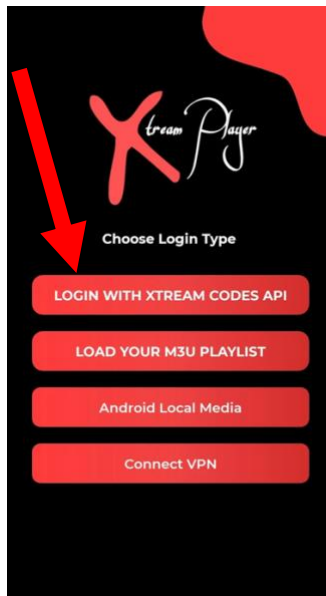 Xtream Player
Choose Login Type
LOGIN WITH XTREAM CODES API
LOAD YOUR M3U PLAYLIST
Android Local Media
Connect VPN